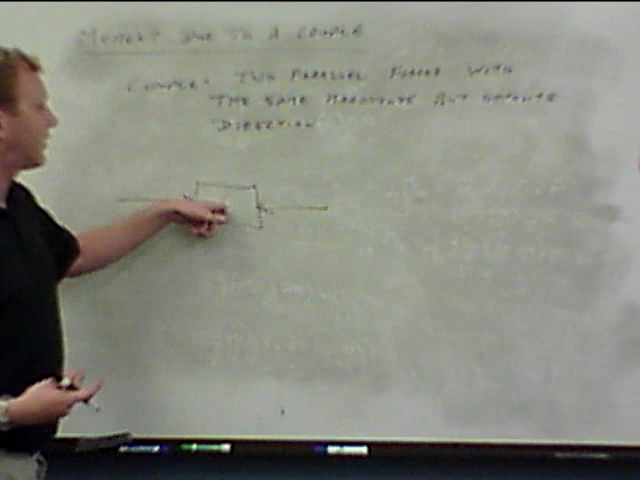 MOMENT DUE TO A COUPLE
COUPLE: TWO PARALLEL FORCES WITH
THE SAME MAGNITUDE BUT OPPOSITE
DIRECTION